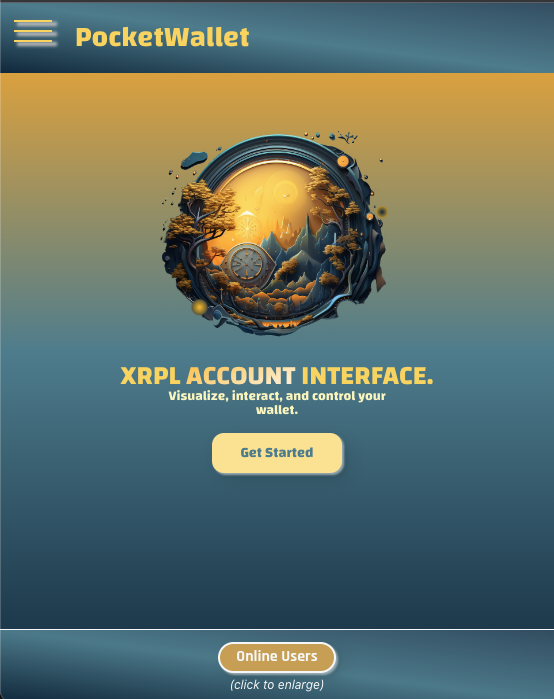 PocketWallet
XRPL ACCOUNT INTERFACE.
Visualize, interact, and control your
wallet.
Get Started
Online Users
(click to enlarge)